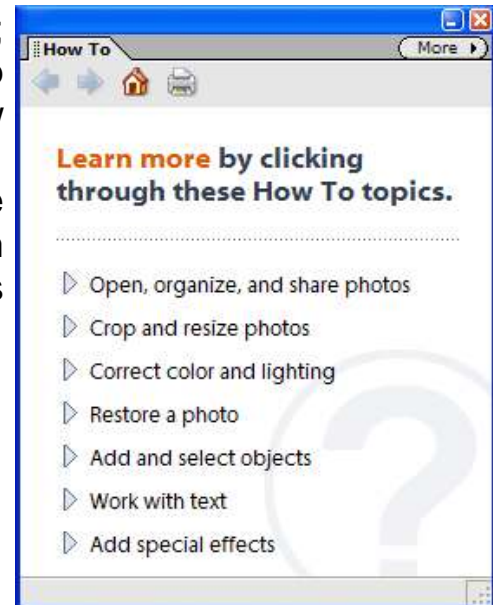 How To
More
Learn more by clicking
through these How To topics.
Open, organize, and share photos
Crop and resize photos
Correct color and lighting
Restore a photo
Add and select objects
Work with text
Add special effects